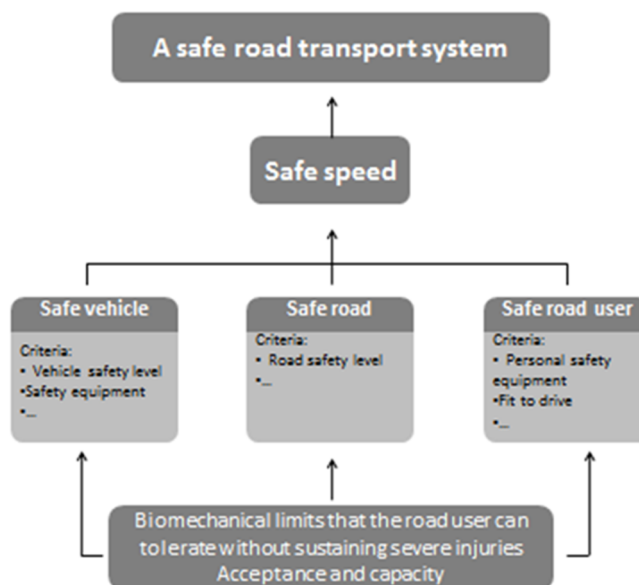 A safe road transport system
Safe speed
Safe vehicle
Criteria:
• Vehicle safety level
•Safety equipment
•...
Safe road
Criteria:
• Road safety level
•...
Safe road user
Criteria:
• Personal safety
equipment
•Fit to drive
•...
Biomechanical limits that the road user can
tolerate without sustaining severe injuries
Acceptance and capacity